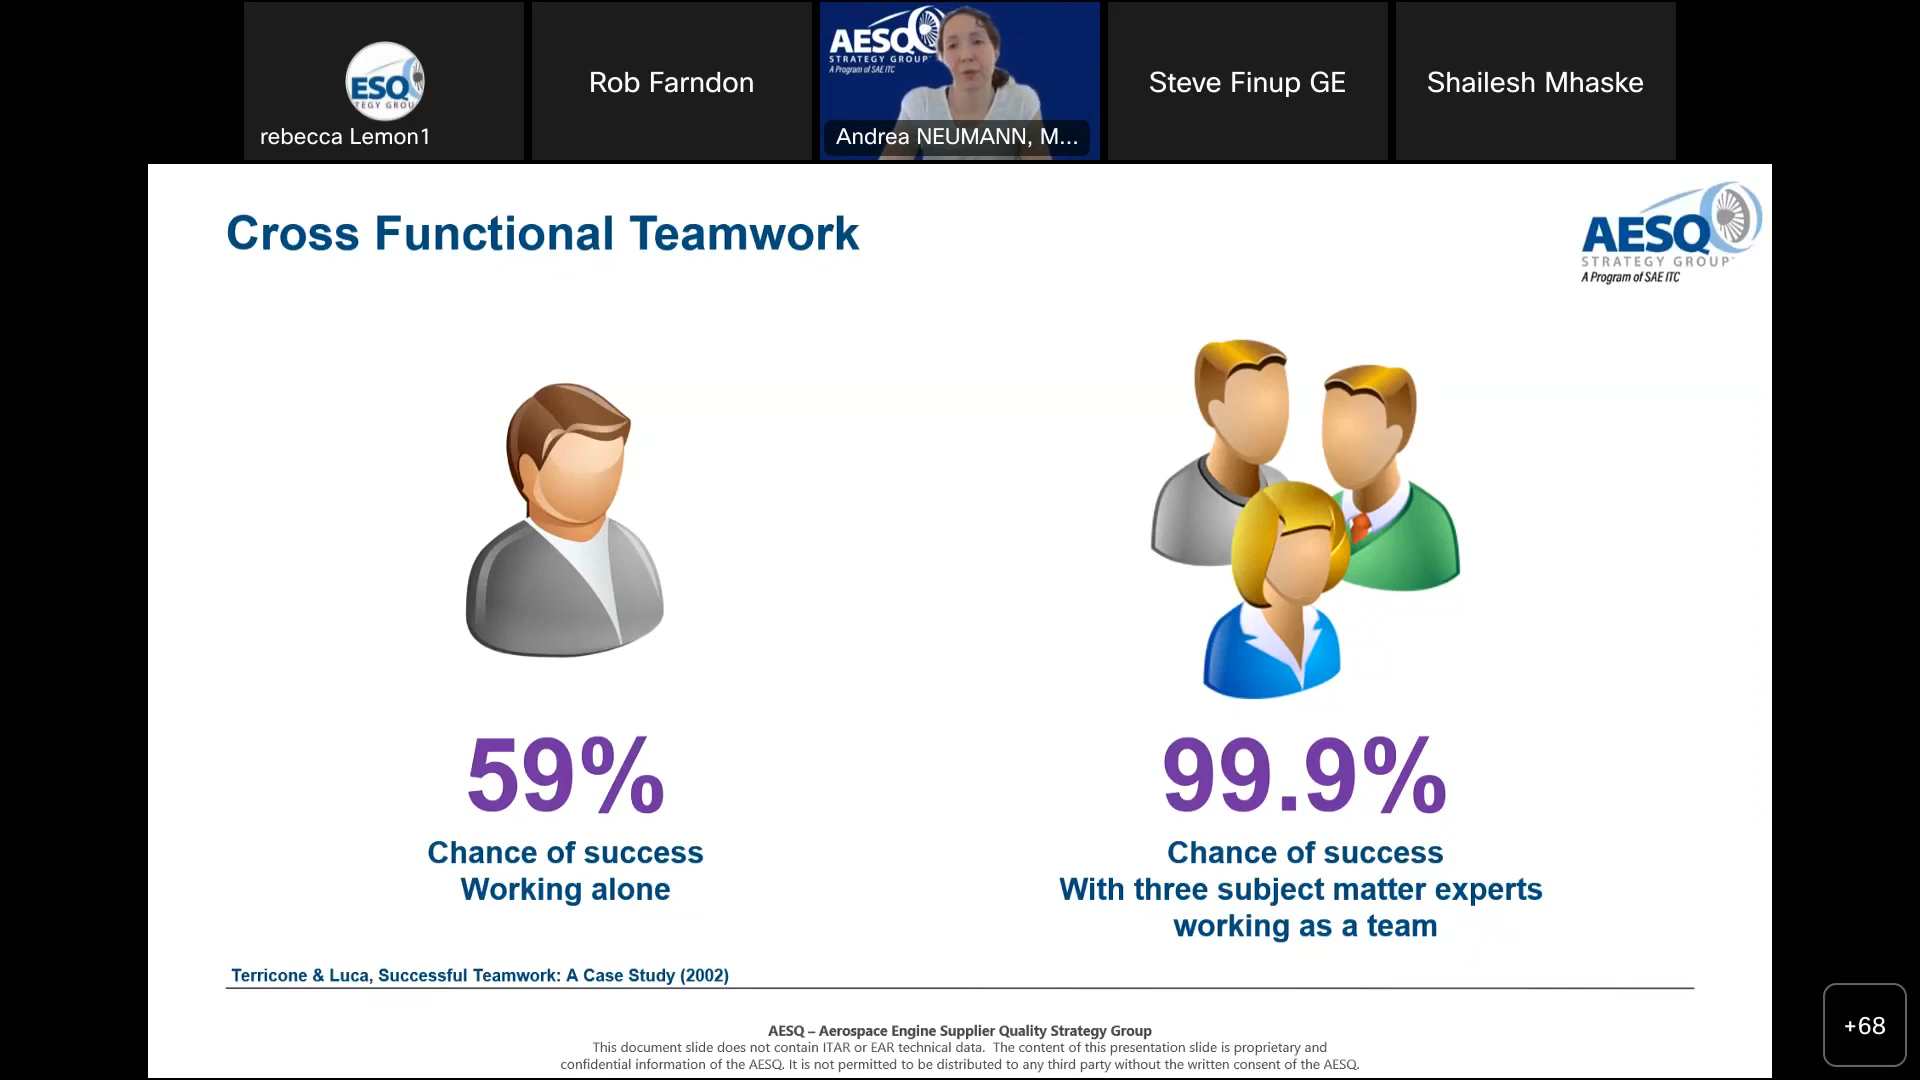 ESQ
TEGY GROU
rebecca Lemon1
Rob Farndon
AESQ
STRATEGY GROUP
A Program of SAE ITC
Andrea NEUMANN, M...
Steve Finup GE
Shailesh Mhaske
Cross Functional Teamwork
AESQ
STRATEGY GROUP
A Program of SAE ITC
59%
Chance of success
Working alone
99.9%
Chance of success
With three subject matter experts
working as a team
Terricone & Luca, Successful Teamwork: A Case Study (2002)
AESQ – Aerospace Engine Supplier Quality Strategy Group
This document slide does not contain ITAR or EAR technical data. The content of this presentation slide is proprietary and
confidential information of the AESQ. It is not permitted to be distributed to any third party without the written consent of the AESQ.
+68